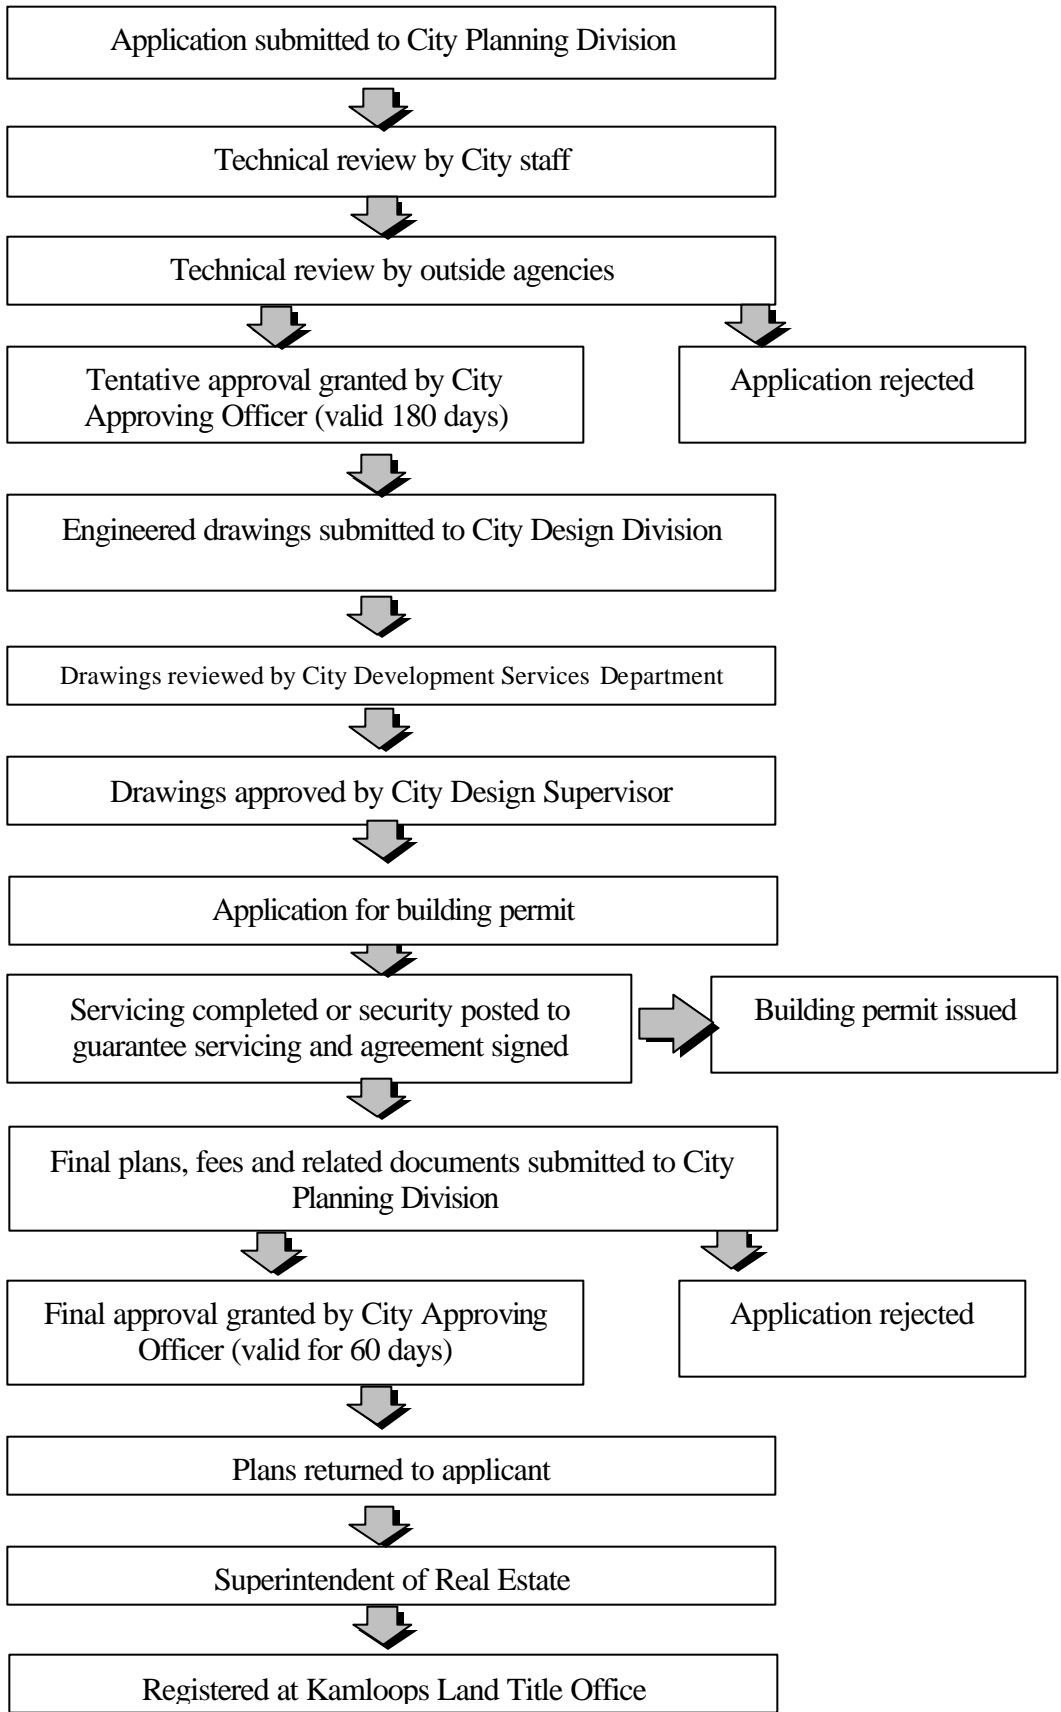 Application submitted to City Planning Division
Technical review by City staff
Technical review by outside agencies
Tentative approval granted by City
Approving Officer (valid 180 days)
Application rejected
Engineered drawings submitted to City Design Division
Drawings reviewed by City Development Services Department
Drawings approved by City Design Supervisor
Application for building permit
Servicing completed or security posted to
guarantee servicing and agreement signed
Building permit issued
Final plans, fees and related documents submitted to City
Planning Division
Final approval granted by City Approving
Officer (valid for 60 days)
Application rejected
Plans returned to applicant
Superintendent of Real Estate
Registered at Kamloops Land Title Office